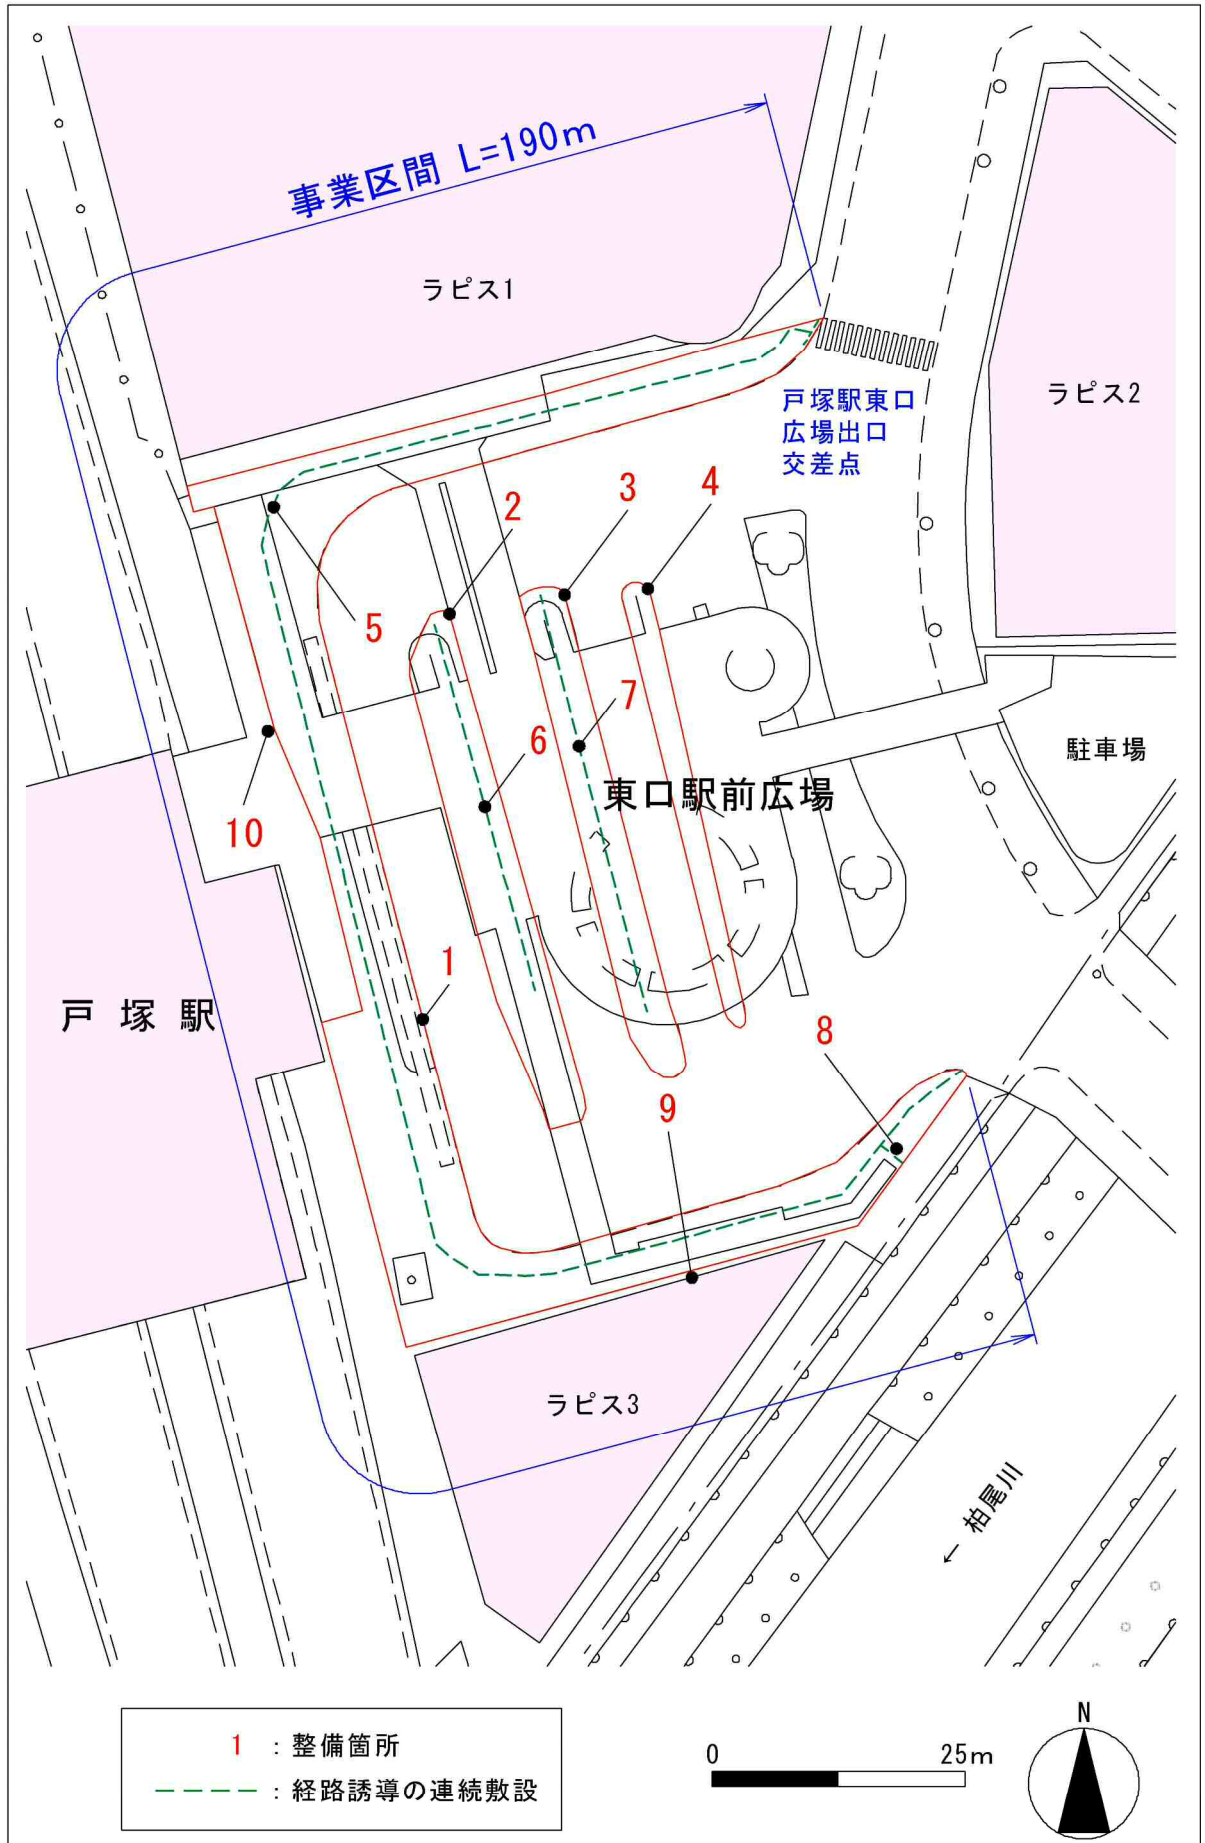 事業区間 L=190m
ラピス1
ラピス2
戸塚駅東口
広場出口
交差点
2
3
4
5
7
6
駐車場
東口駅前広場
10
1
戸塚駅
8
9
ラピス3
← 柏尾川
1 : 整備箇所
: 経路誘導の連続敷設
0 25m
N